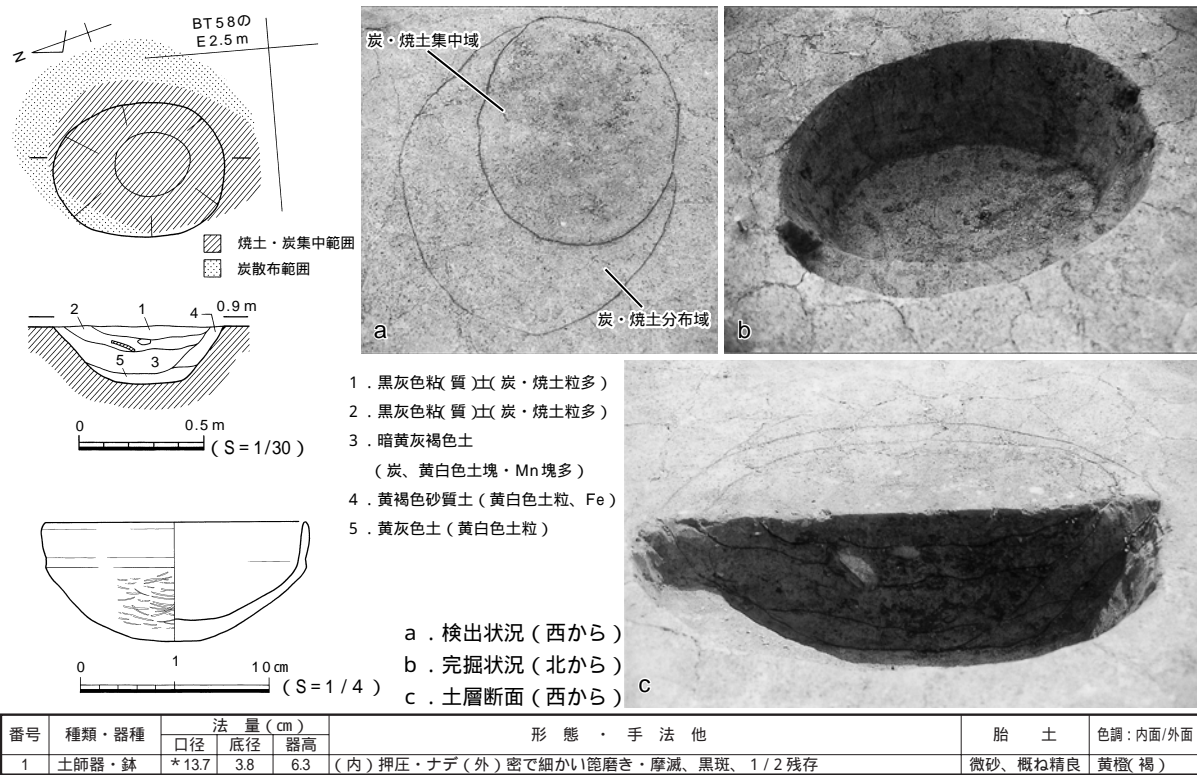 BT58の
E2.5m
N
焼土・炭集中範囲
炭散布範囲
2 1 4 0.9m
5 3
0 0.5m
(S=1/30)
炭・焼土集中域
炭・焼土分布域
a
b
1．黒灰色粘(質)土(炭・焼土粒多)
2．黒灰色粘(質)土(炭・焼土粒多)
3．暗黄灰褐色土
(炭、黄白色土塊・Mn塊多)
4．黄褐色砂質土(黄白色土粒、Fe)
5．黄灰色土(黄白色土粒)
1
0 10㎝
(S=1/4)
a．検出状況(西から)
b．完掘状況(北から)
c．土層断面(西から)
c
番号 種類・器種 法量(㎝) 形態・手法他 胎土 色調：内面/外面
口径 底径 器高
1 土師器・鉢 *13.7 3.8 6.3 (内)押圧・ナデ(外)密で細かい箆磨き・摩滅、黒斑、1/2残存 微砂、概ね精良 黄橙(褐)